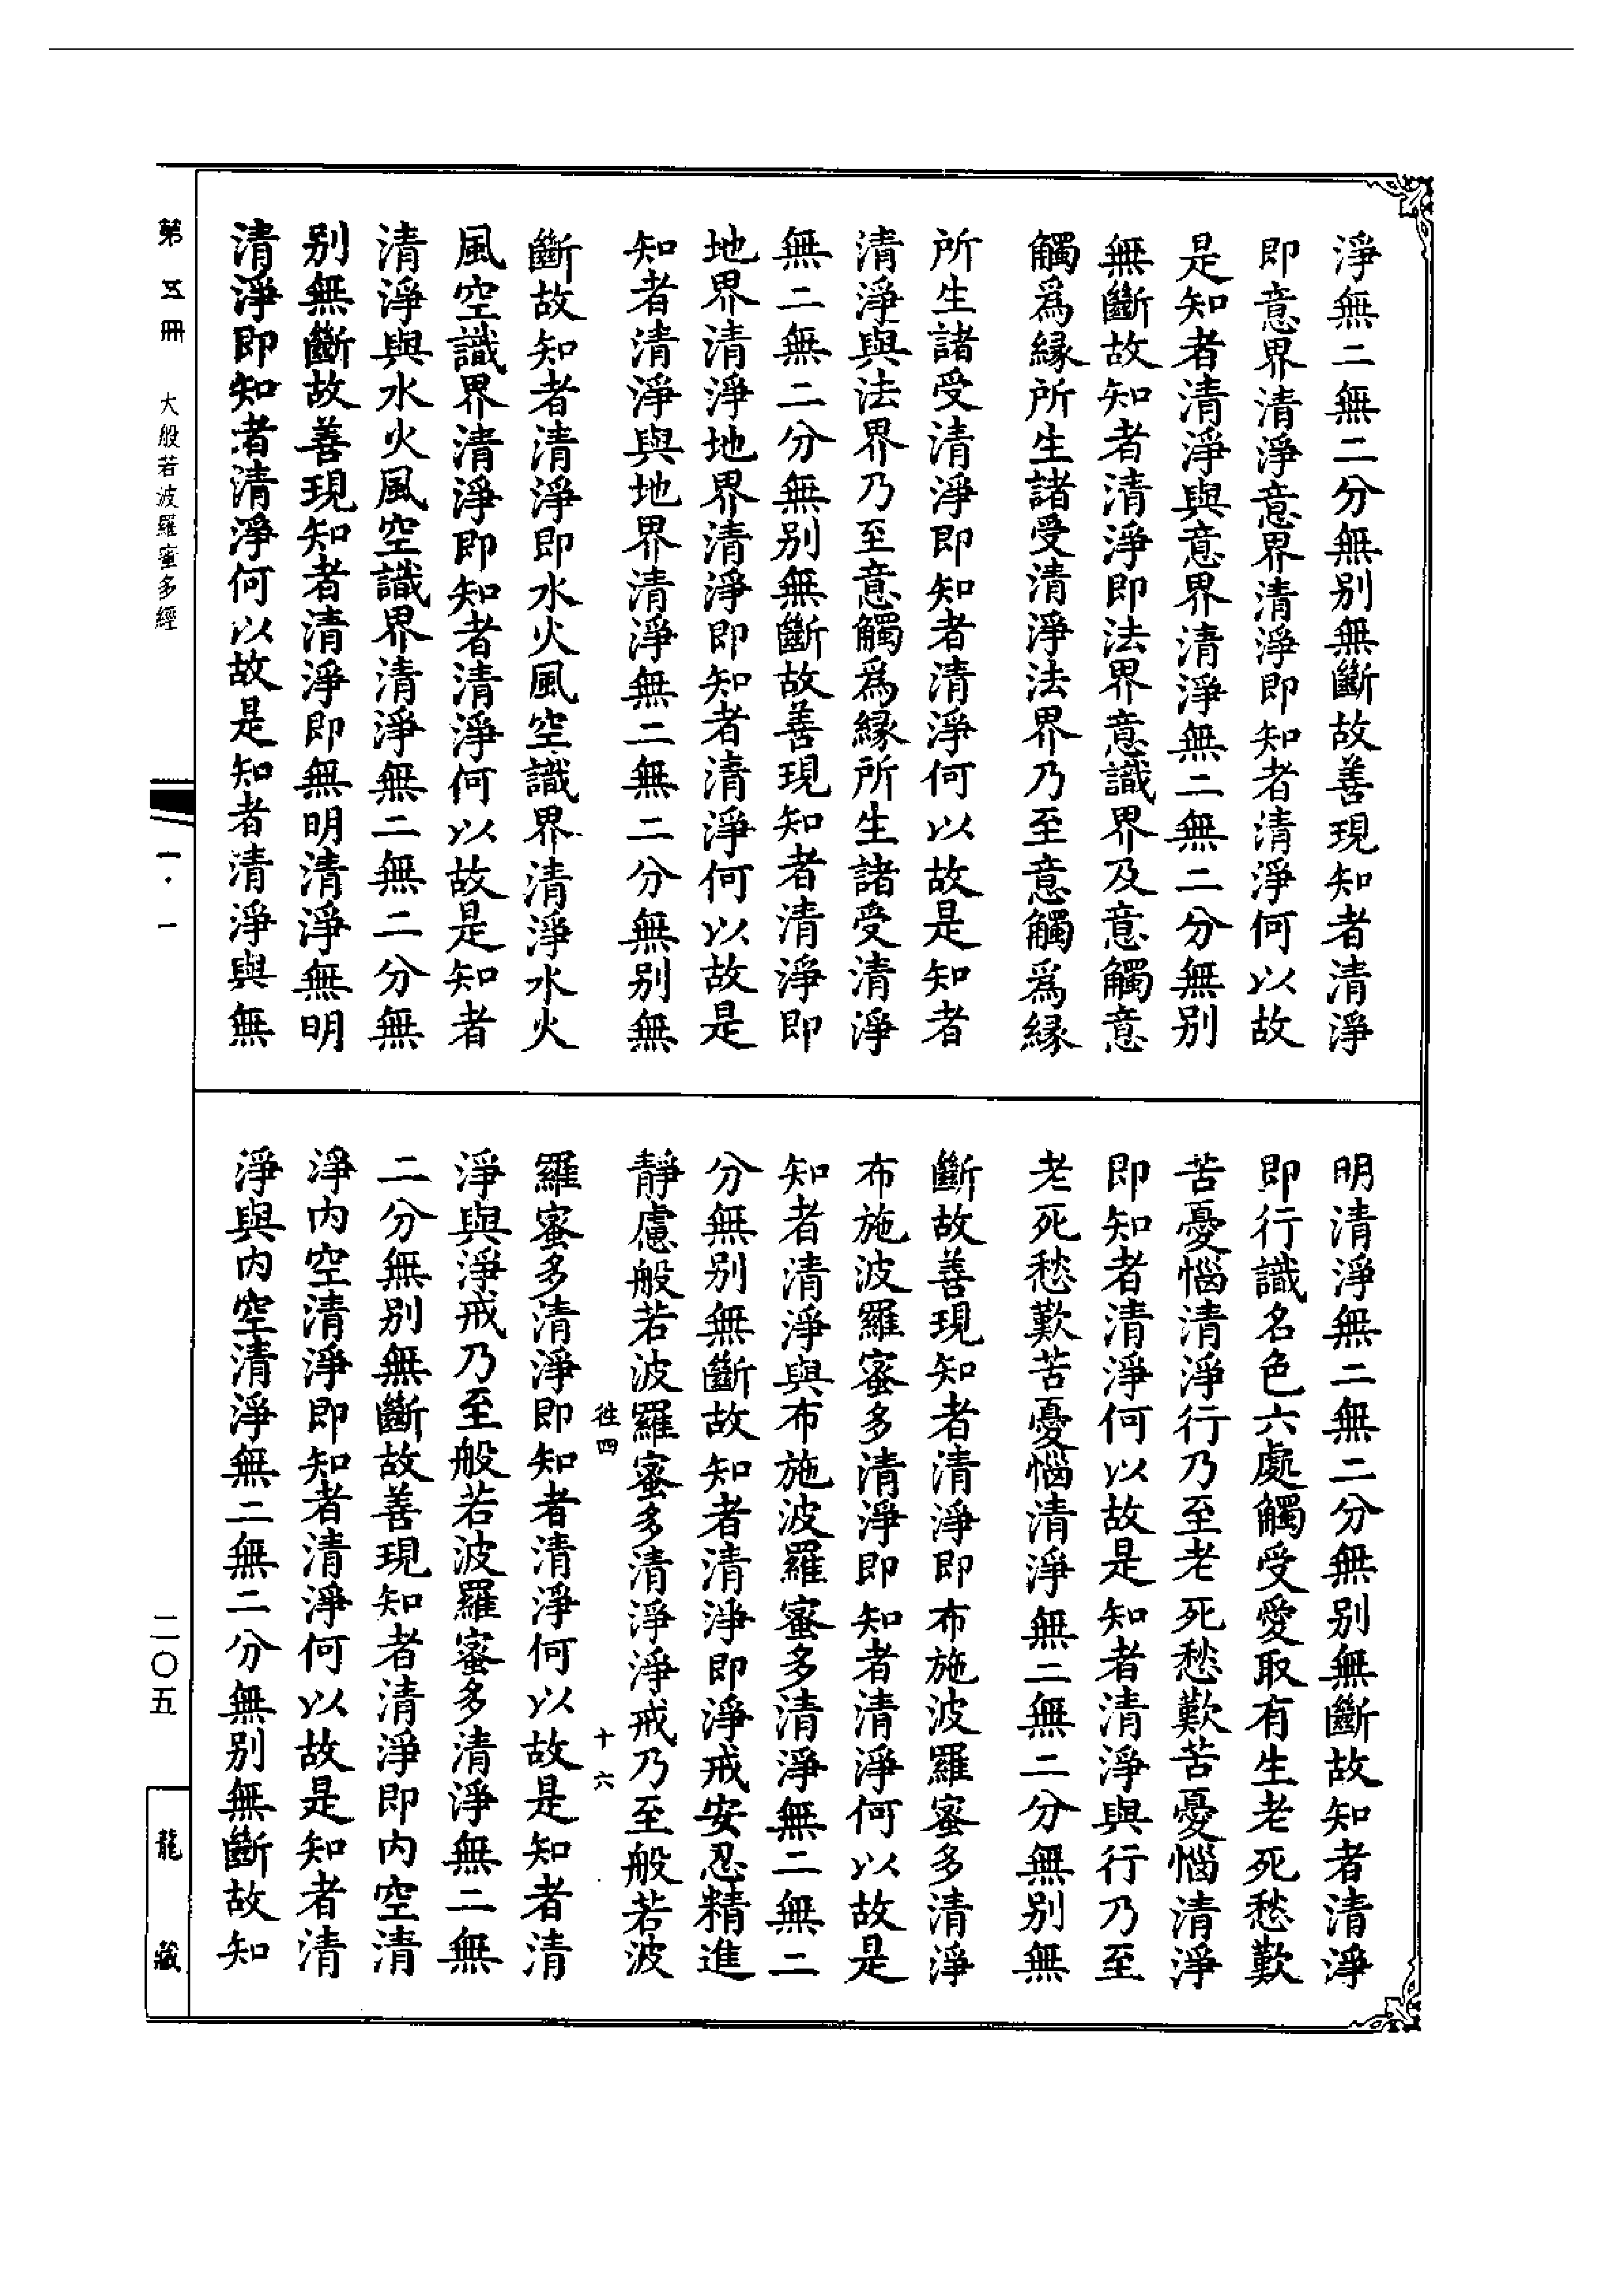 淨無二無二分無别無斷故善現知者清淨
即意界清淨意界清淨即知者清淨何以故
是知者清淨與意界清淨無二無二分無别
無斷故知者清淨即法界意識界及意觸意
觸爲縁所生諸受清淨法界乃至意觸爲縁
所生諸受清淨即知者清淨何以故是知者
清淨與法界乃至意觸爲縁所生諸受清淨
無二無二分無别無斷故善現知者清淨即
地界清淨地界清淨即知者清淨何以故是
知者清淨與地界清淨無二無二分無别無
斷故知者清淨即水火風空識界清淨水火
風空識界清淨即知者清淨何以故是知者
清淨與水火風空識界清淨無二無二分無
别無斷故善現知者清淨即無明清淨無明
清淨即知者清淨何以故是知者清淨與無
明清淨無二無二分無别無斷故知者清淨
即行識名色六處觸受愛取有生老死愁歎
苦憂惱清淨行乃至老死愁歎苦憂惱清淨
即知者清淨何以故是知者清淨與行乃至
老死愁歎苦憂惱清淨無二無二分無别無
斷故善現知者清淨即布施波羅蜜多清淨
布施波羅蜜多清淨即知者清淨何以故是
知者清淨與布施波羅蜜多清淨無二無二
分無别無斷故知者清淨即淨戒安忍精進
靜慮般若波羅蜜多清淨淨戒乃至般若波
徃四 十六
羅蜜多清淨即知者清淨何以故是知者清
淨與淨戒乃至般若波羅蜜多清淨無二無
二分無别無斷故善現知者清淨即内空清
淨内空清淨即知者清淨何以故是知者清
淨與内空清淨無二無二分無别無斷故知
第五冊 大般若波羅蜜多經 一·一 二〇五 龍藏